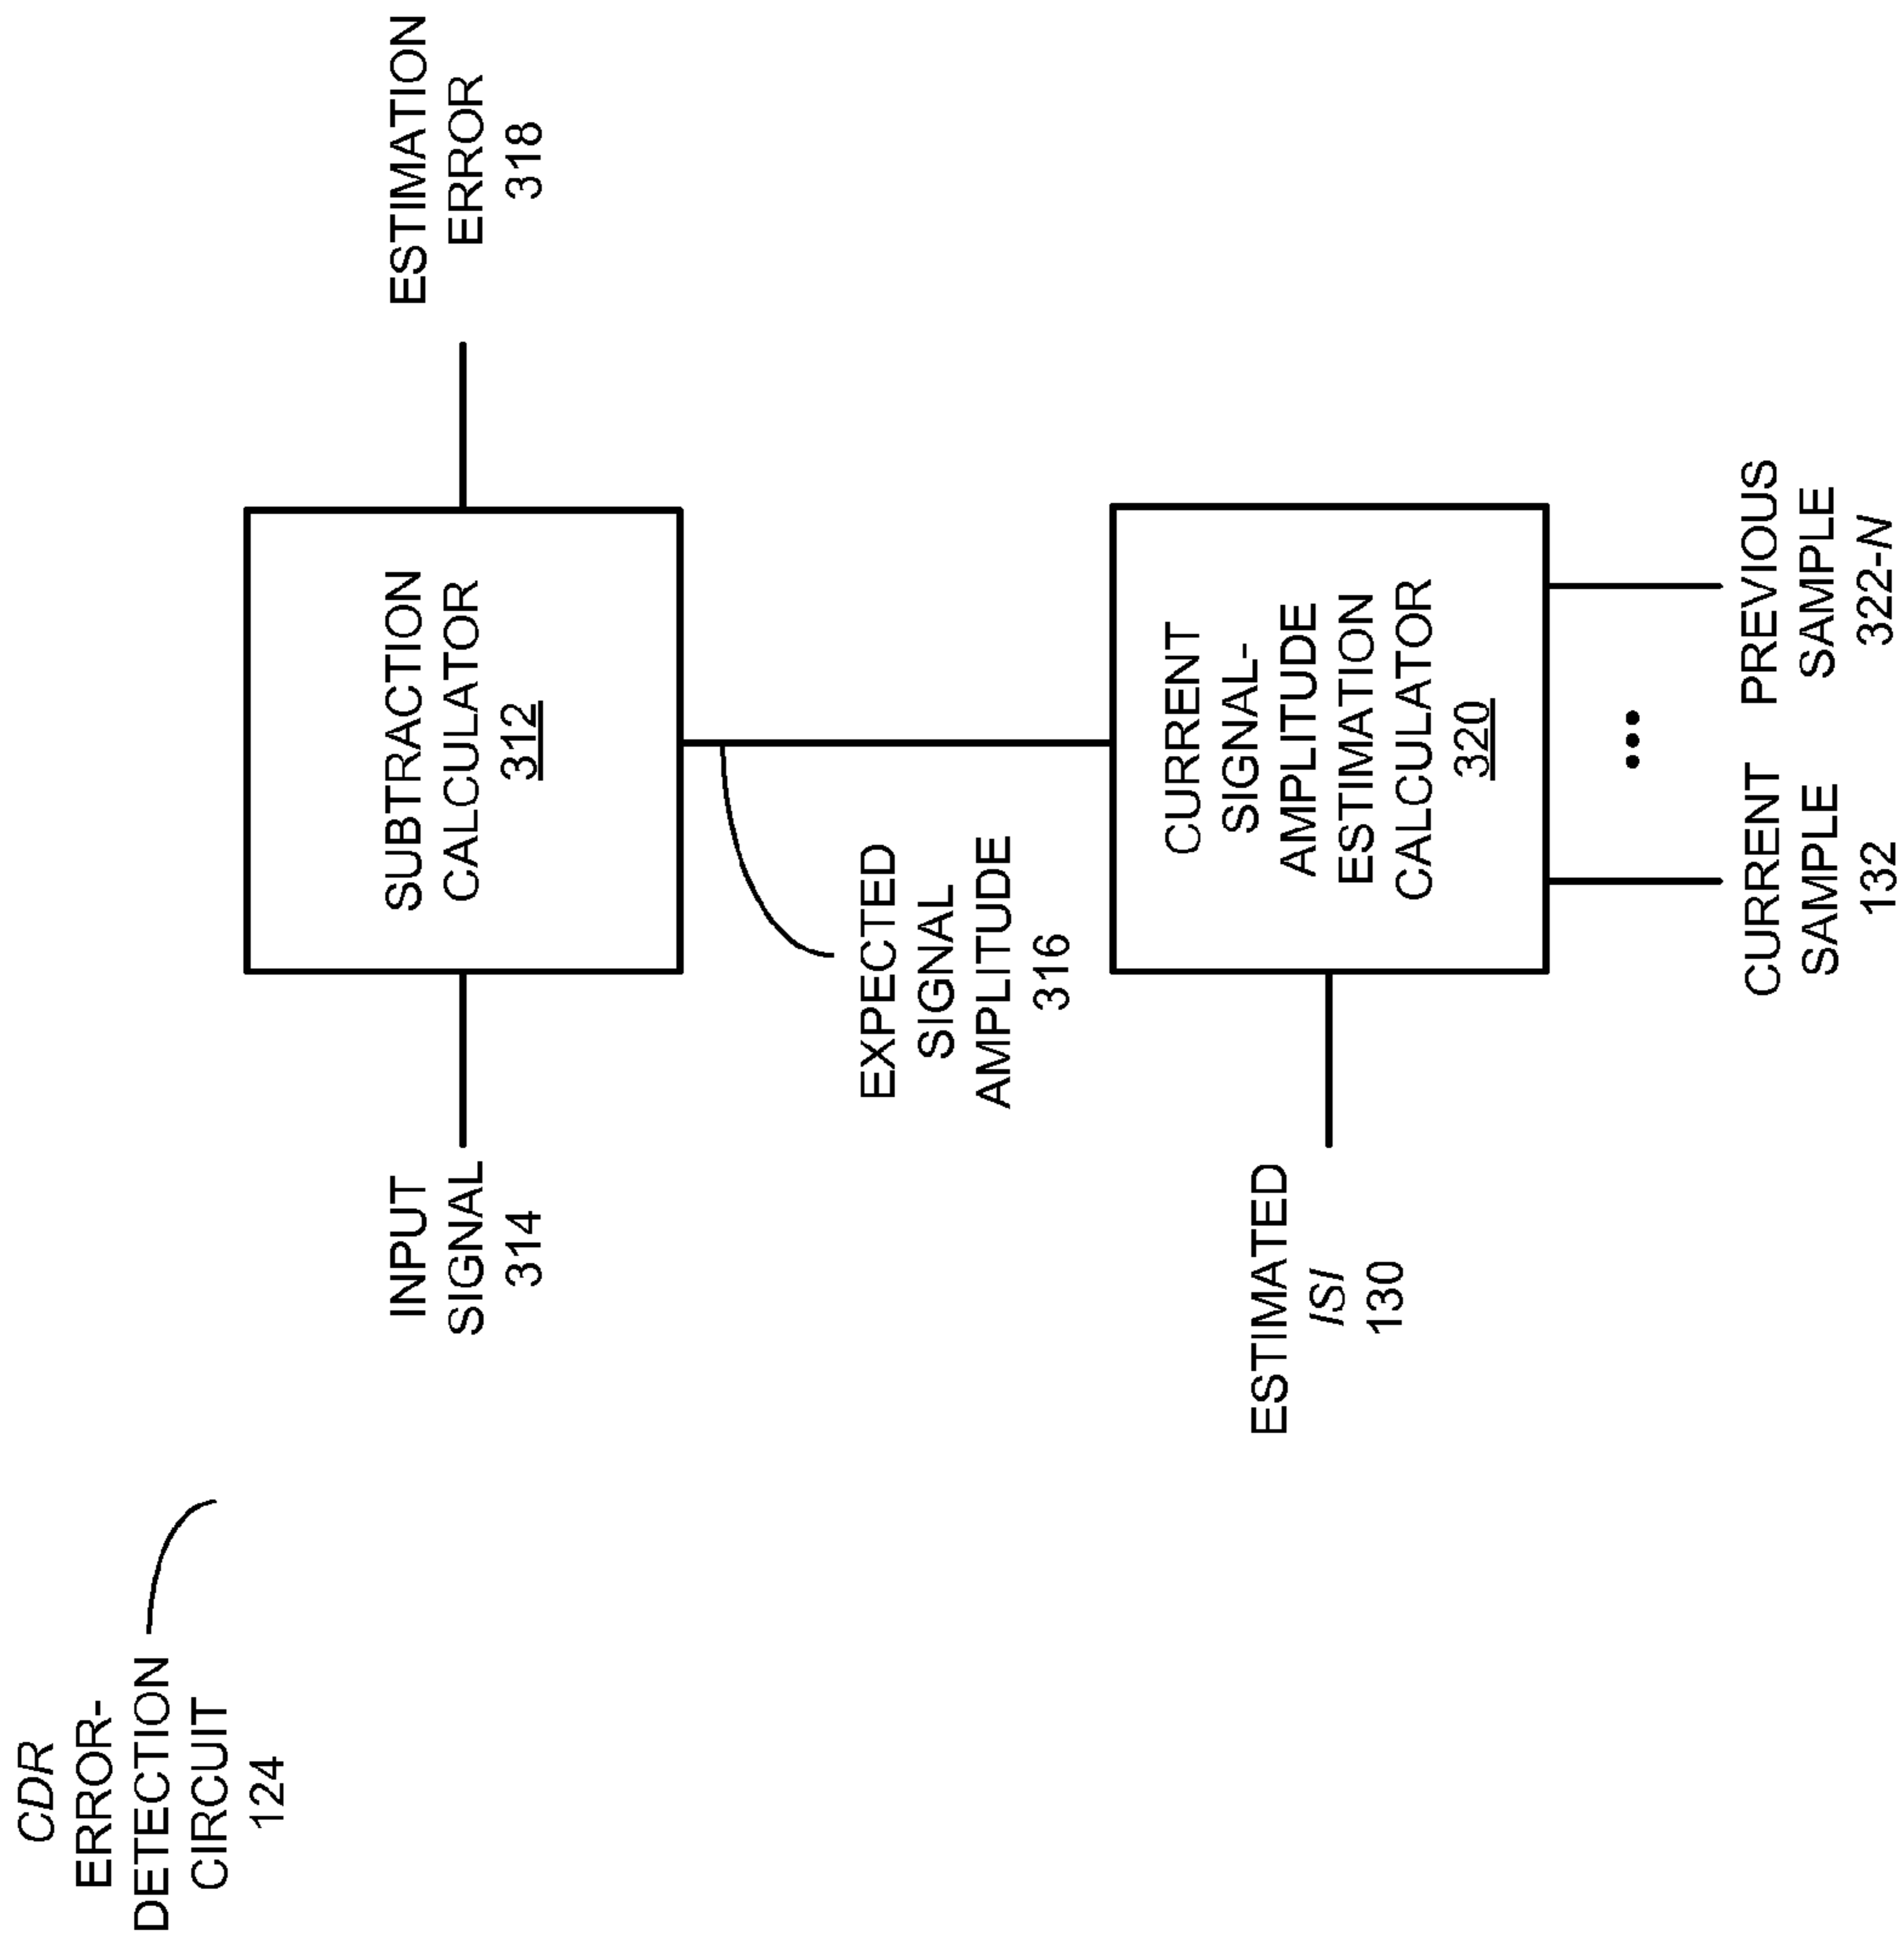 CDR
ERROR-
DETECTION
CIRCUIT
124
INPUT
SIGNAL
314
SUBTRACTION
CALCULATOR
312
ESTIMATION
ERROR
318
EXPECTED
SIGNAL
AMPLITUDE
316
ESTIMATED
ISI
130
CURRENT
SIGNAL-
AMPLITUDE
ESTIMATION
CALCULATOR
320
CURRENT
SAMPLE
132
...
PREVIOUS
SAMPLE
322-N